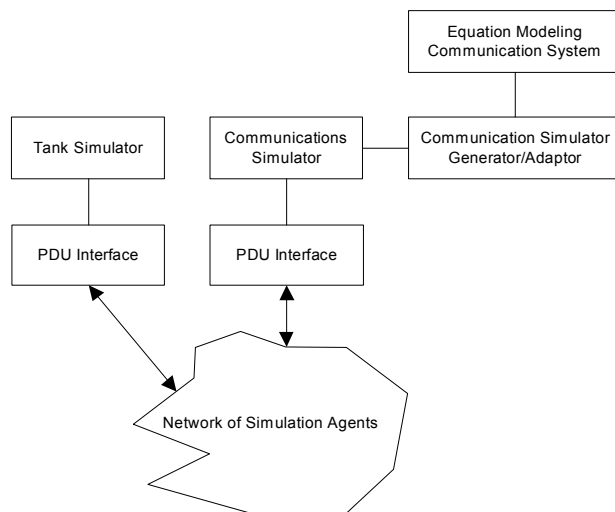 Equation Modeling
Communication System
Tank Simulator
Communications
Simulator
Communication Simulator
Generator/Adaptor
PDU Interface
PDU Interface
Network of Simulation Agents